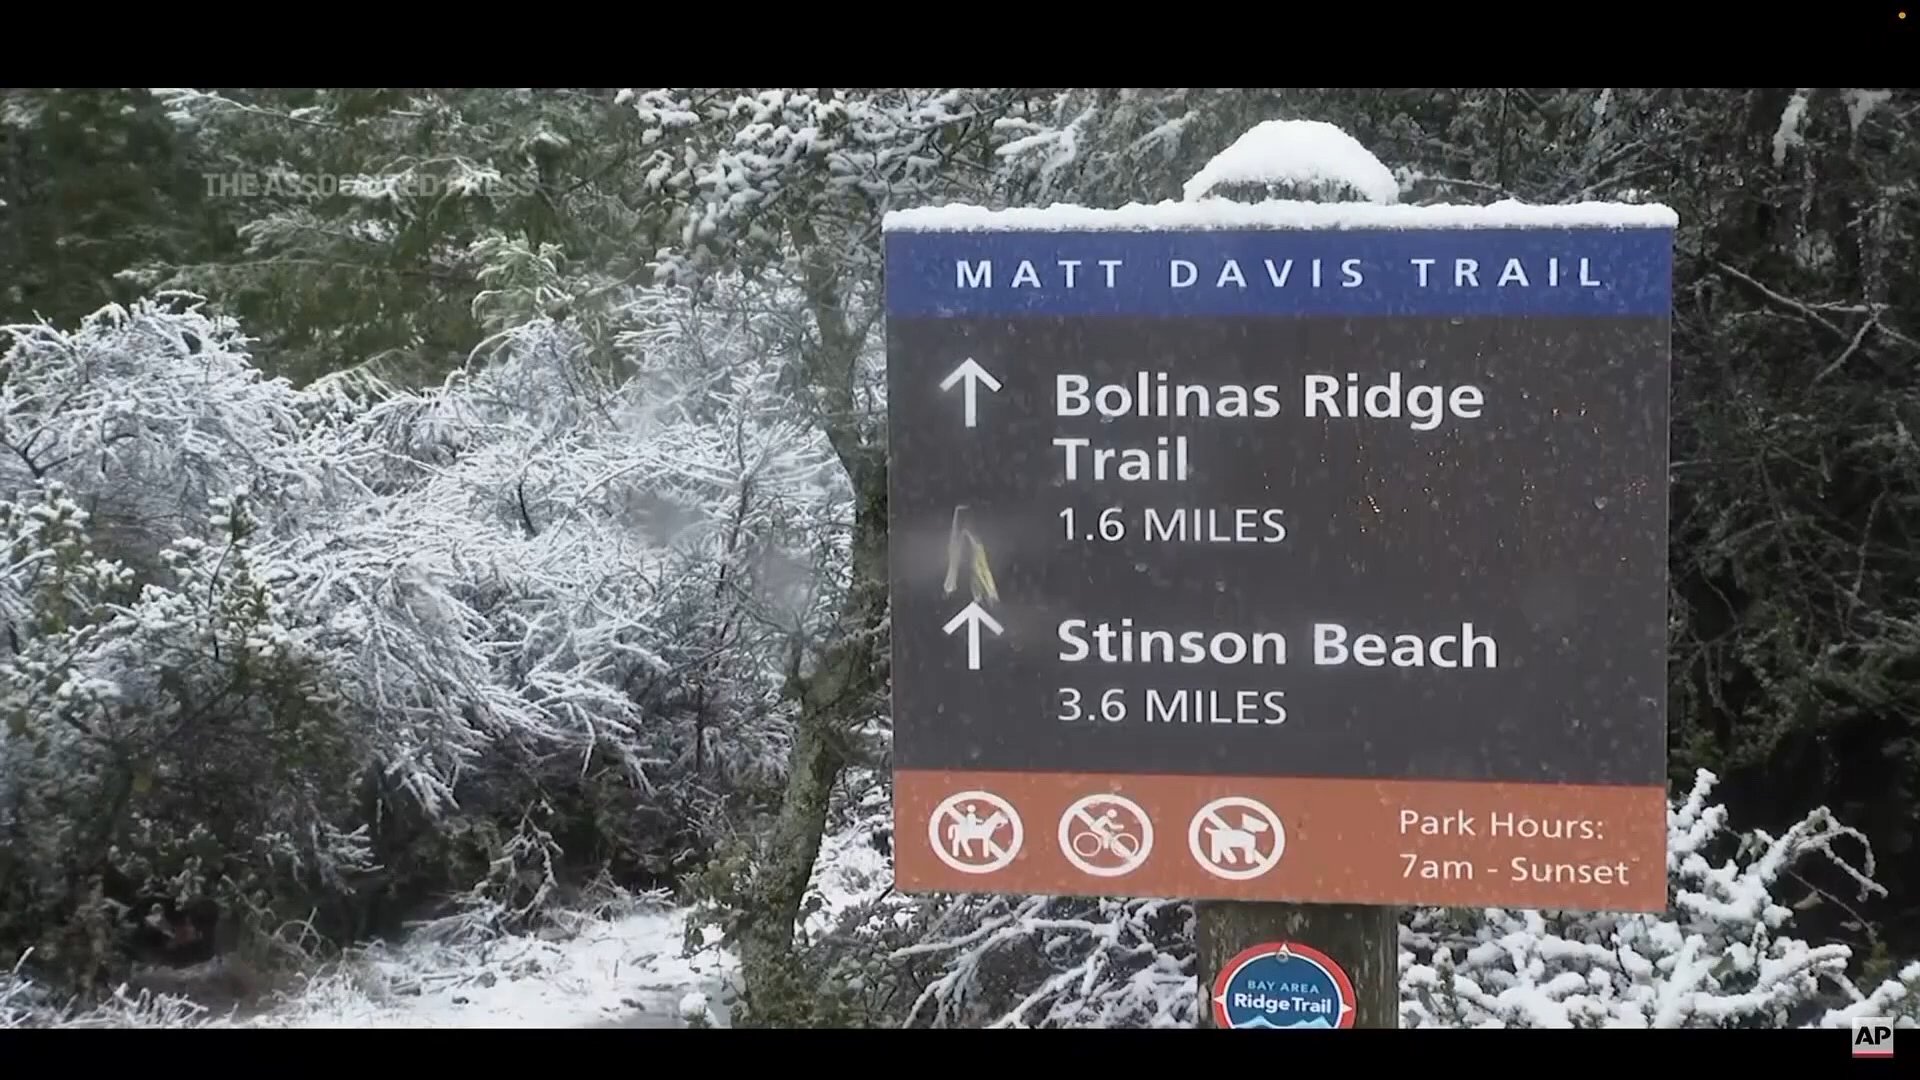 THE ASSOCIATED PRESS
MATT DAVIS TRAIL
Bolinas Ridge
Trail
1.6 MILES
Stinson Beach
3.6 MILES
Park Hours:
7am - Sunset
BAY AREA
Ridge Trail
AP